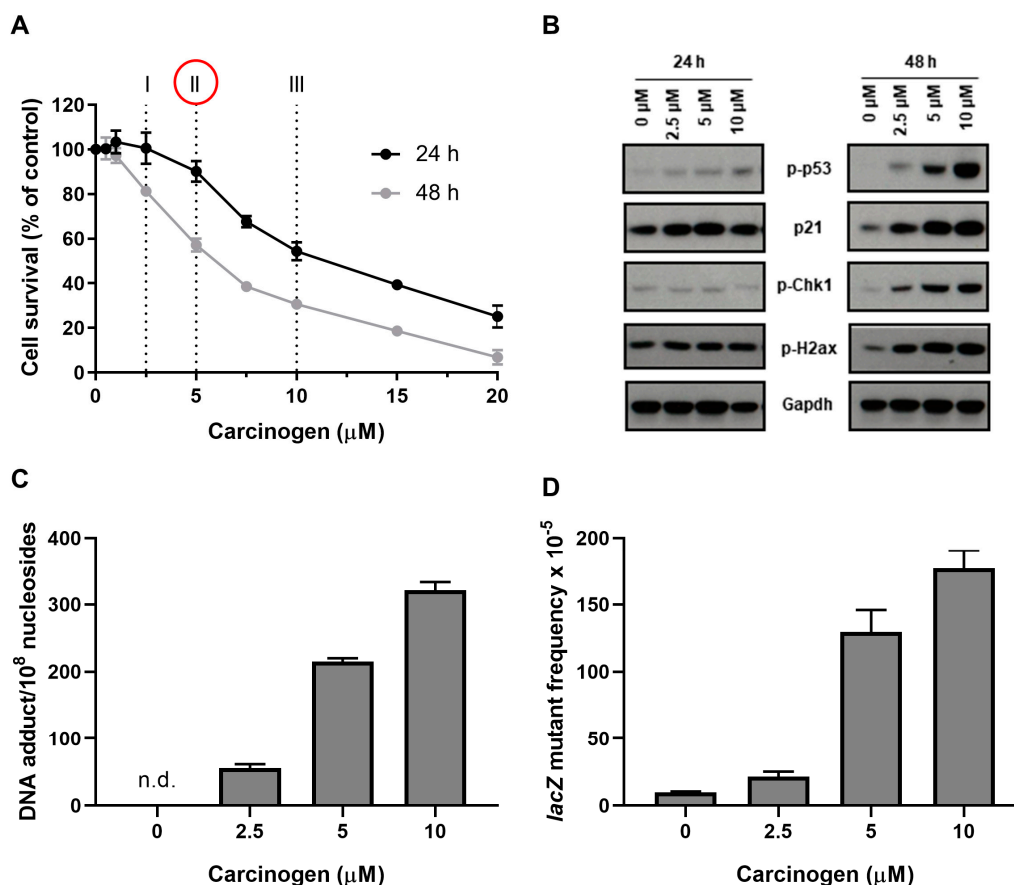 A
I II III
120
100
80
60
40
20
0
Cell survival (% of control)
24 h
48 h
0 5 10 15 20
Carcinogen (μM)
B
24 h 48 h
0 μM 2.5 μM 5 μM 10 μM 0 μM 2.5 μM 5 μM 10 μM
p-p53
p21
p-Chk1
p-H2ax
Gapdh
C
400
300
200
100
0
DNA adduct/10⁸ nucleosides
n.d.
0 2.5 5 10
Carcinogen (μM)
D
200
150
100
50
0
lacZ mutant frequency x 10⁻⁵
0 2.5 5 10
Carcinogen (μM)